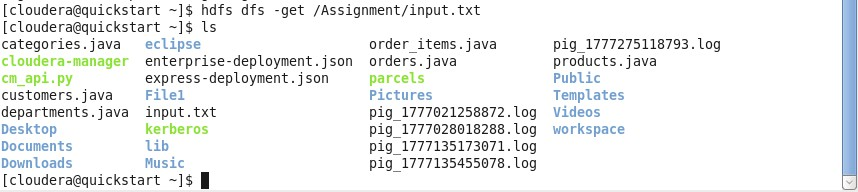 [cloudera@quickstart ~]$ hdfs dfs -get /Assignment/input.txt
[cloudera@quickstart ~]$ ls
categories.java   eclipse                     order_items.java       pig_1777275118793.log
cloudera-manager  enterprise-deployment.json  orders.java            products.java
cm_api.py         express-deployment.json     parcels                Public
customers.java    File1                       Pictures               Templates
departments.java  input.txt                   pig_1777021258872.log  Videos
Desktop           kerberos                    pig_1777028018288.log  workspace
Documents         lib                         pig_1777135173071.log
Downloads         Music                       pig_1777135455078.log
[cloudera@quickstart ~]$